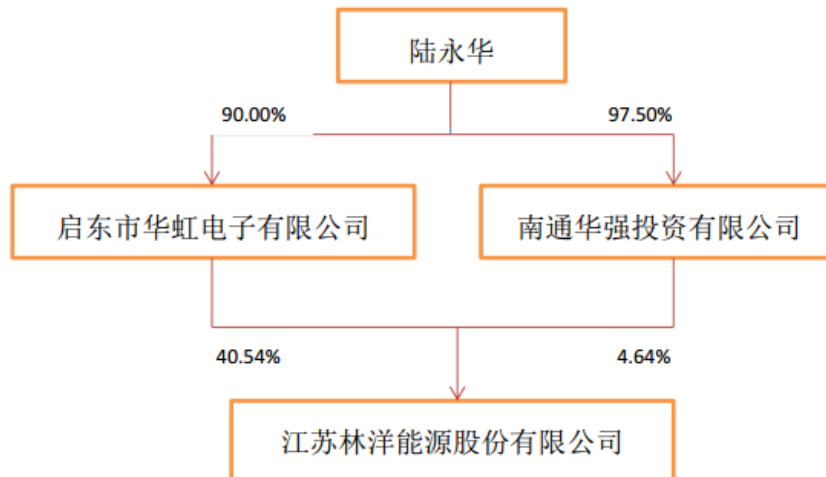 陆永华
90.00%
97.50%
启东市华虹电子有限公司
南通华强投资有限公司
40.54%
4.64%
江苏林洋能源股份有限公司